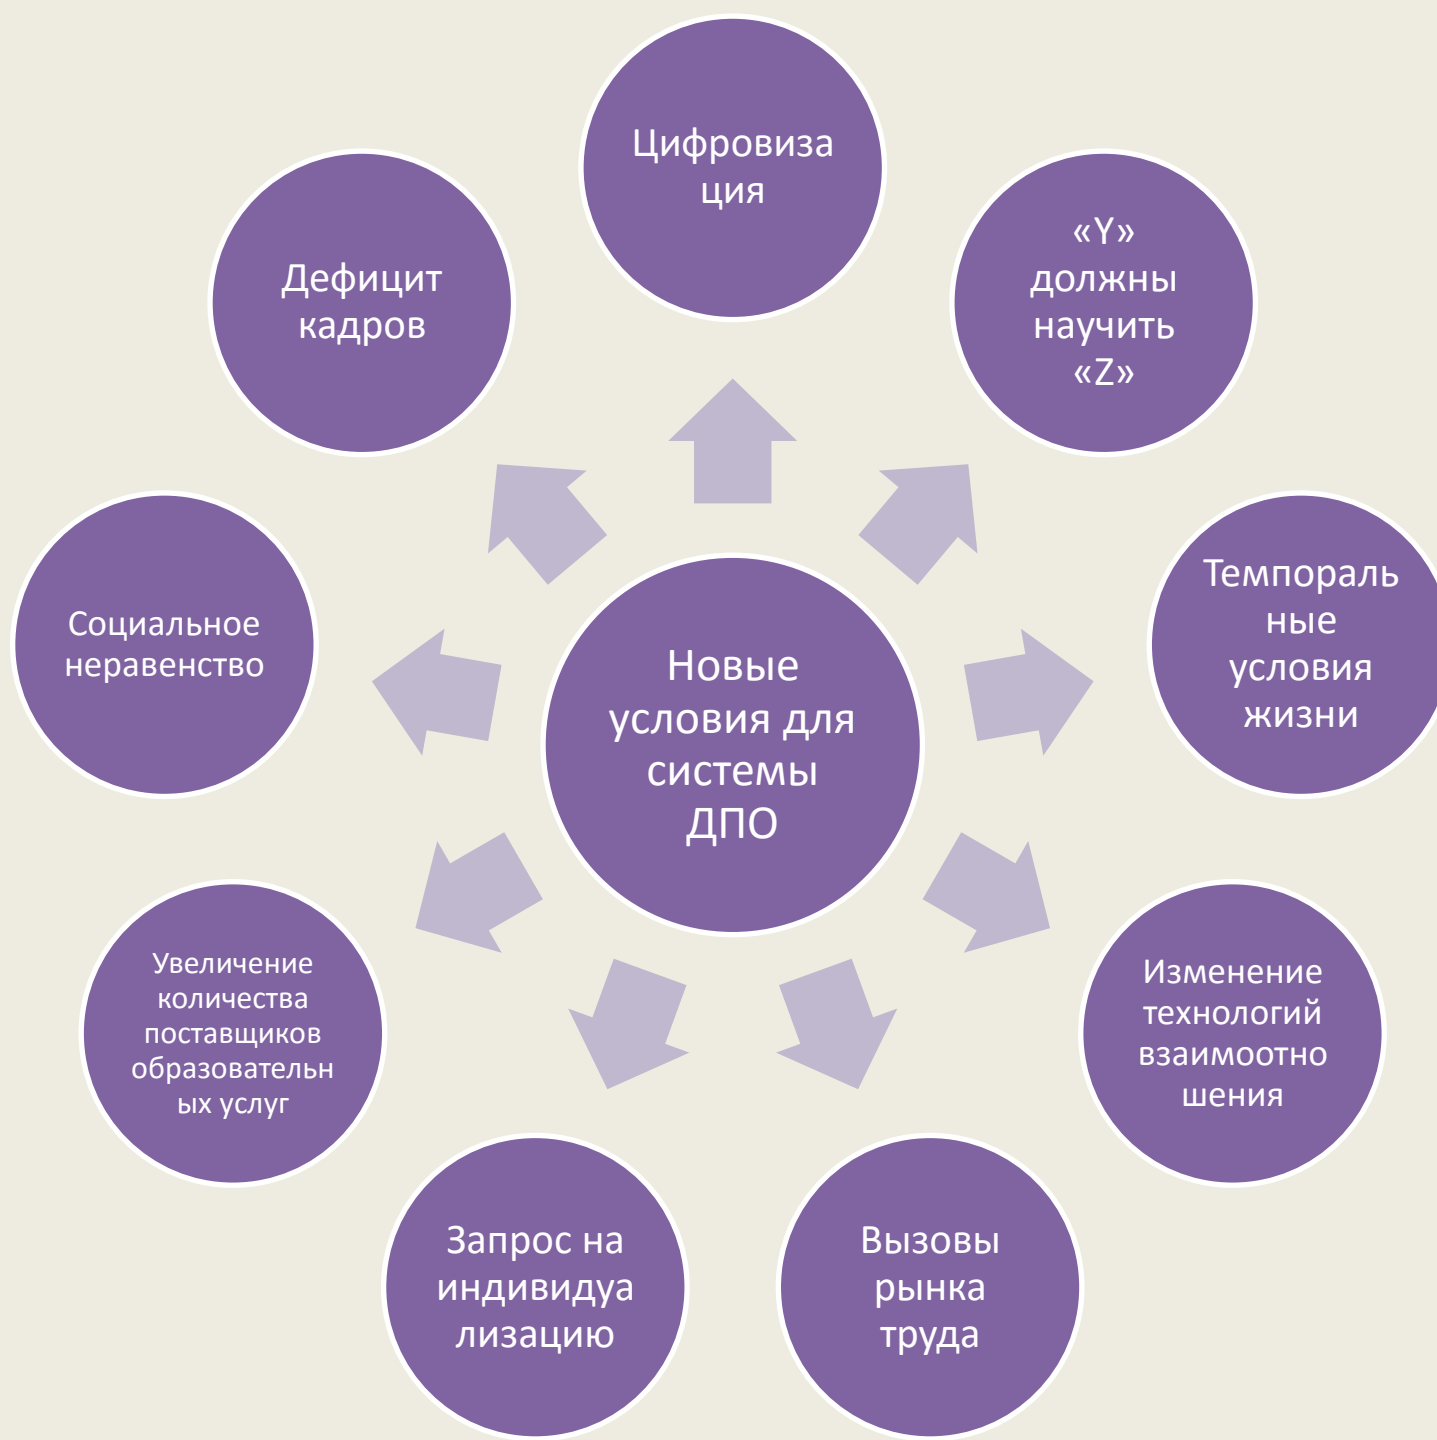 Цифровиза
ция
«Y»
должны
научить
«Z»
Темпораль
ные
условия
жизни
Изменение
технологий
взаимоотно
шения
Вызовы
рынка
труда
Запрос на
индивидуа
лизацию
Увеличение
количества
поставщиков
образовательн
ых услуг
Социальное
неравенство
Дефицит
кадров
Новые
условия для
системы
ДПО